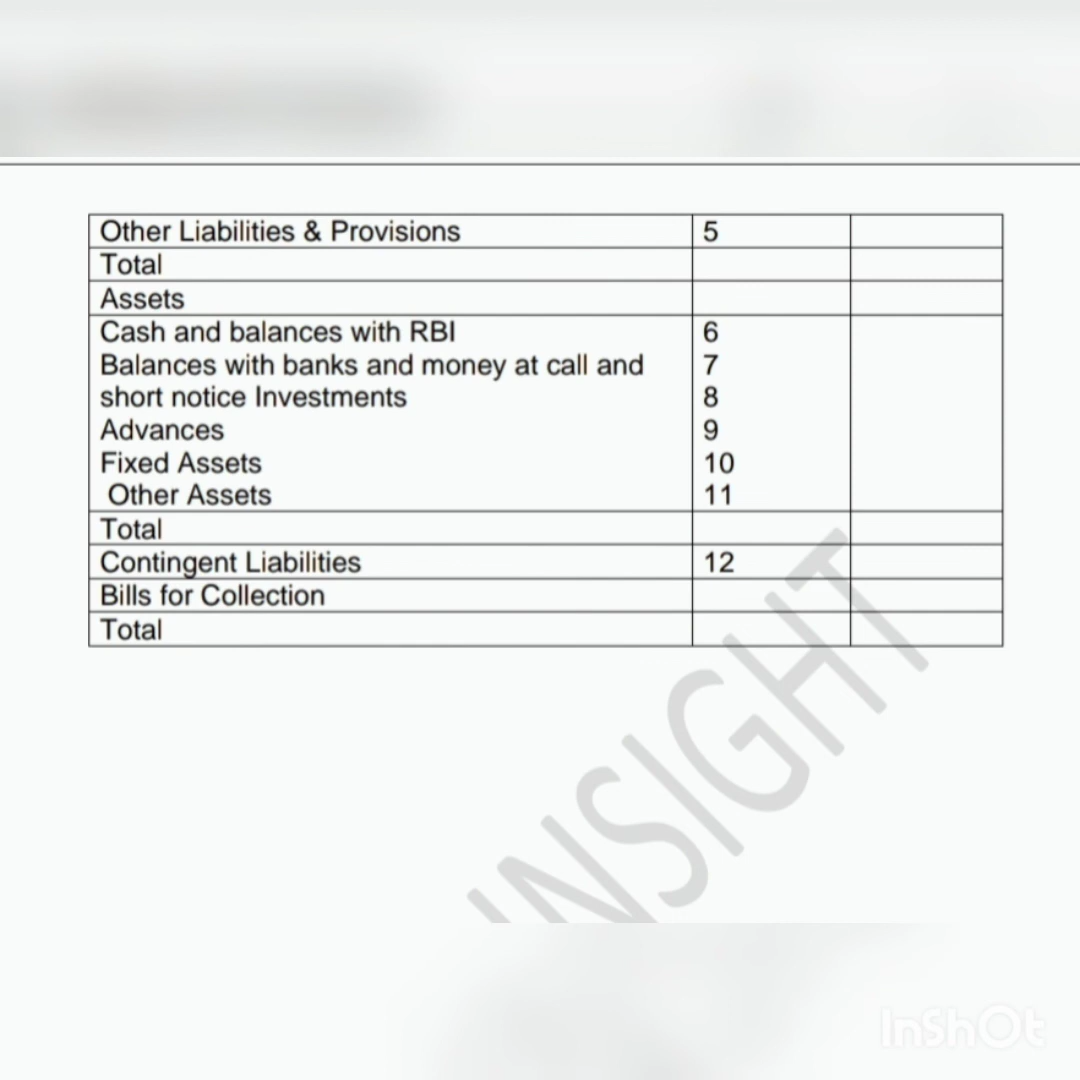 Other Liabilities & Provisions 5
Total
Assets
Cash and balances with RBI 6
Balances with banks and money at call and 7
short notice Investments 8
Advances 9
Fixed Assets 10
Other Assets 11
Total
Contingent Liabilities 12
Bills for Collection
Total
INSIGHT
InShOt